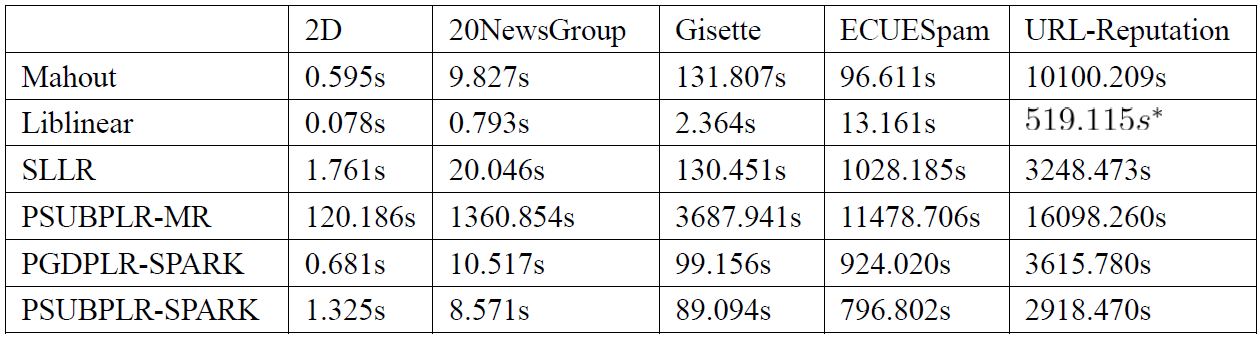 2D 20NewsGroup Gisette ECUESpam URL-Reputation
Mahout 0.595s 9.827s 131.807s 96.611s 10100.209s
Liblinear 0.078s 0.793s 2.364s 13.161s 519.115s*
SLLR 1.761s 20.046s 130.451s 1028.185s 3248.473s
PSUBPLR-MR 120.186s 1360.854s 3687.941s 11478.706s 16098.260s
PGDPLR-SPARK 0.681s 10.517s 99.156s 924.020s 3615.780s
PSUBPLR-SPARK 1.325s 8.571s 89.094s 796.802s 2918.470s